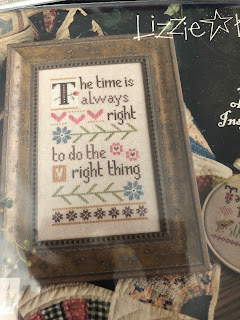 Lizzie
The time is
always
right
to do the
right thing